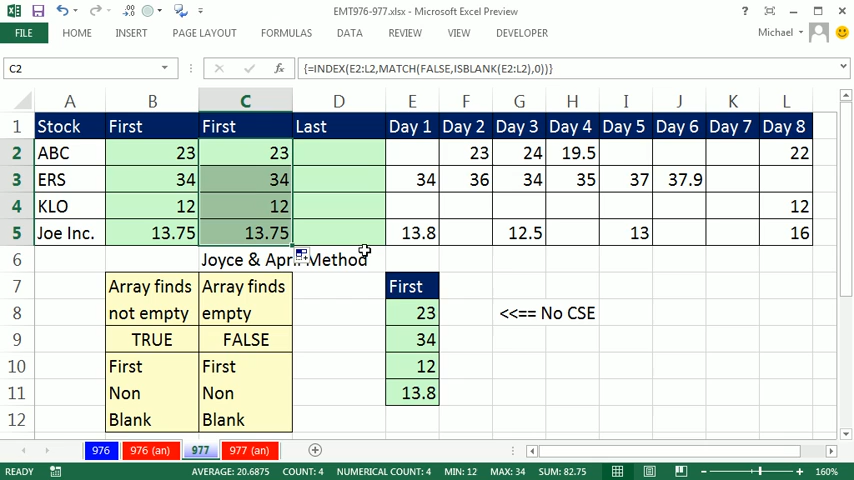 EMT976-977.xlsx - Microsoft Excel Preview
FILE HOME INSERT PAGE LAYOUT FORMULAS DATA REVIEW VIEW DEVELOPER Michael
C2 fx {=INDEX(E2:L2,MATCH(FALSE,ISBLANK(E2:L2),0))}
A B C D E F G H I J K L
1 Stock First First Last Day 1 Day 2 Day 3 Day 4 Day 5 Day 6 Day 7 Day 8
2 ABC 23 23 23 24 19.5 22
3 ERS 34 34 34 36 34 35 37 37.9
4 KLO 12 12 12
5 Joe Inc. 13.75 13.75 13.8 12.5 13 16
6 Joyce & April Method
7 Array finds Array finds First
8 not empty empty 23 <<== No CSE
9 TRUE FALSE 34
10 First First 12
11 Non Non 13.8
12 Blank Blank
976 976 (an) 977 977 (an)
READY AVERAGE: 20.6875 COUNT: 4 NUMERICAL COUNT: 4 MIN: 12 MAX: 34 SUM: 82.75 160%